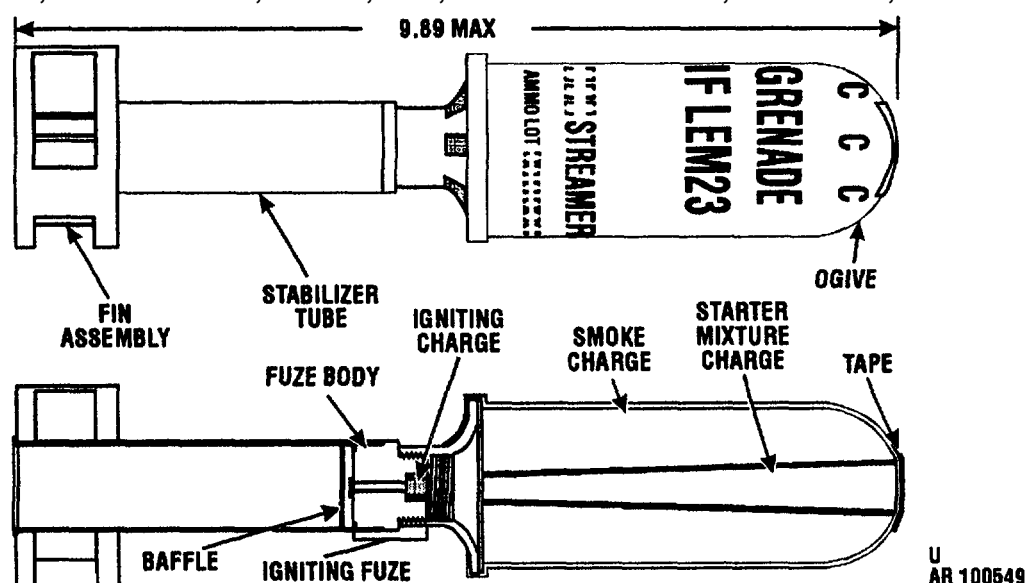 9.89 MAX
AMMO LOT
STREAMER
IF LEM23
GRENADE
C C C
OGIVE
FIN
ASSEMBLY
STABILIZER
TUBE
IGNITING
CHARGE
SMOKE
CHARGE
STARTER
MIXTURE
CHARGE
TAPE
FUZE BODY
BAFFLE
IGNITING FUZE
U
AR 100549